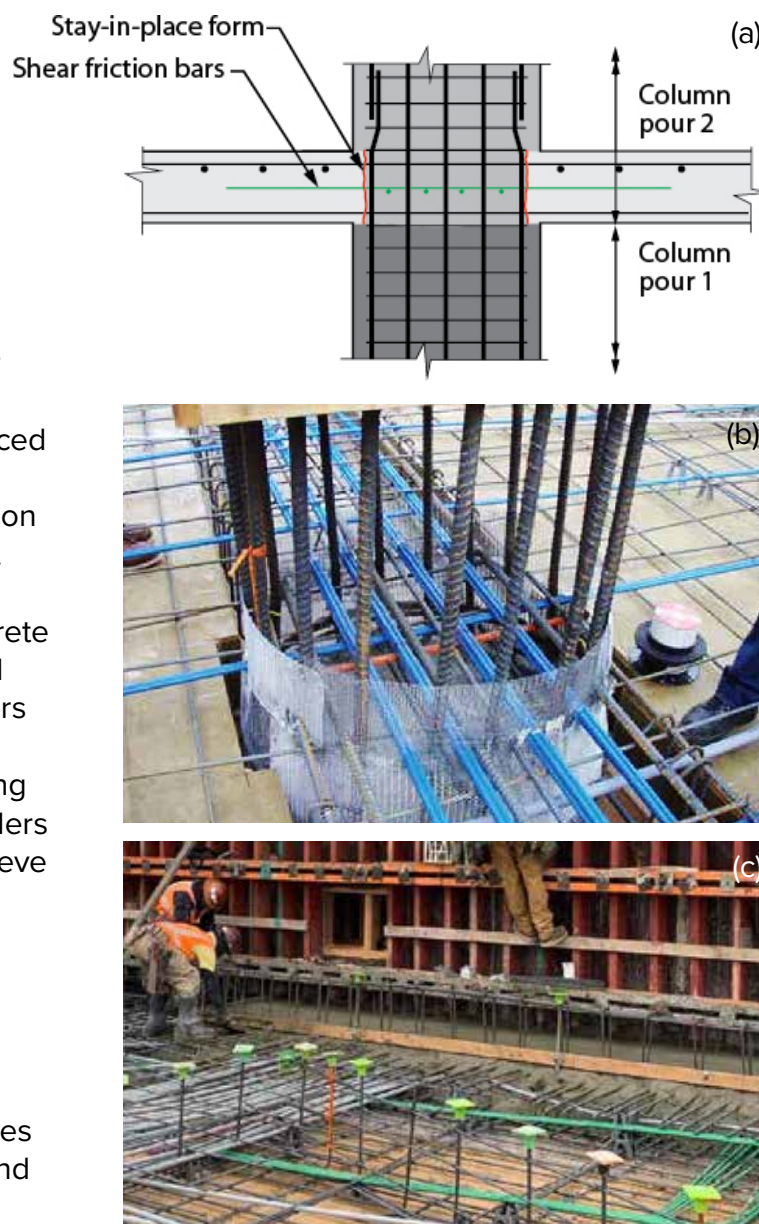 Stay-in-place form
(a)
Shear friction bars
Column
pour 2
Column
pour 1
ced
(b)
on
rete
rs
ng
lers
eve
(c)
es
nd